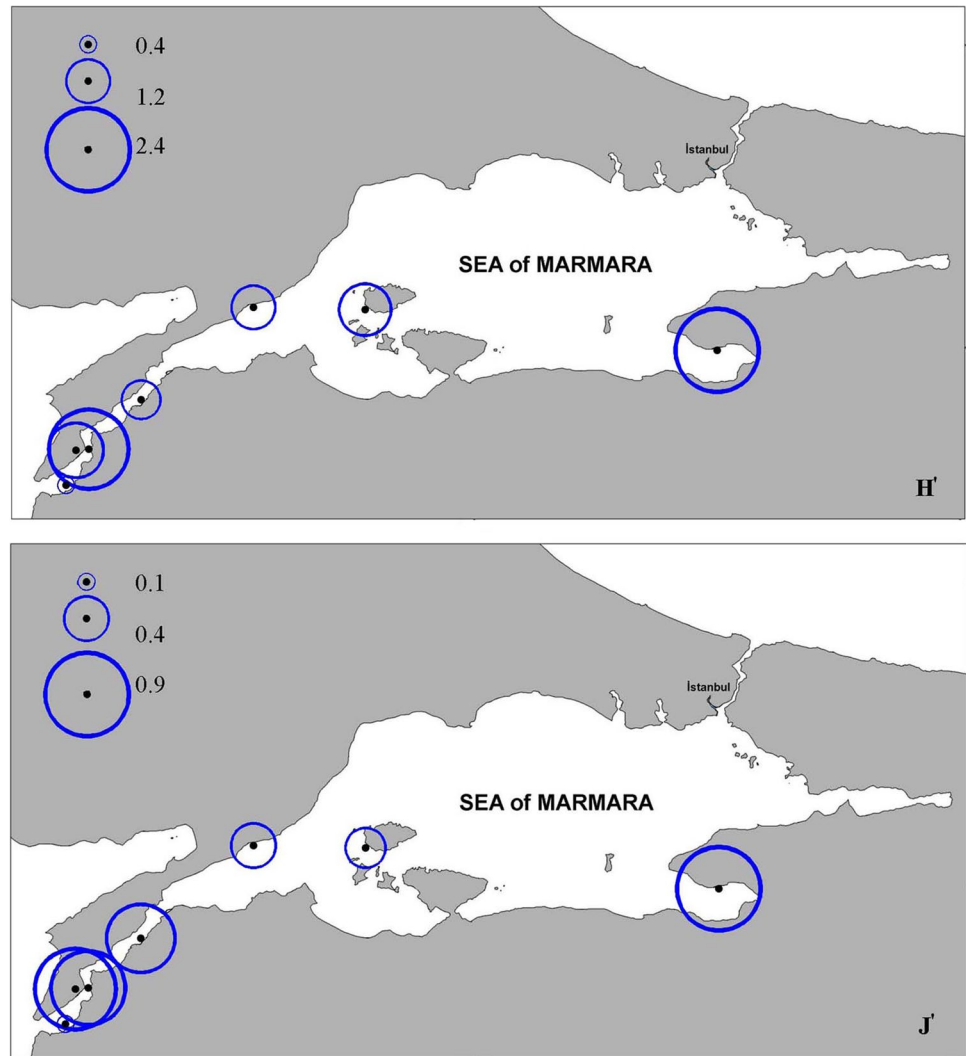 0.4
1.2
2.4
İstanbul
SEA of MARMARA
H'
0.1
0.4
0.9
İstanbul
SEA of MARMARA
J'